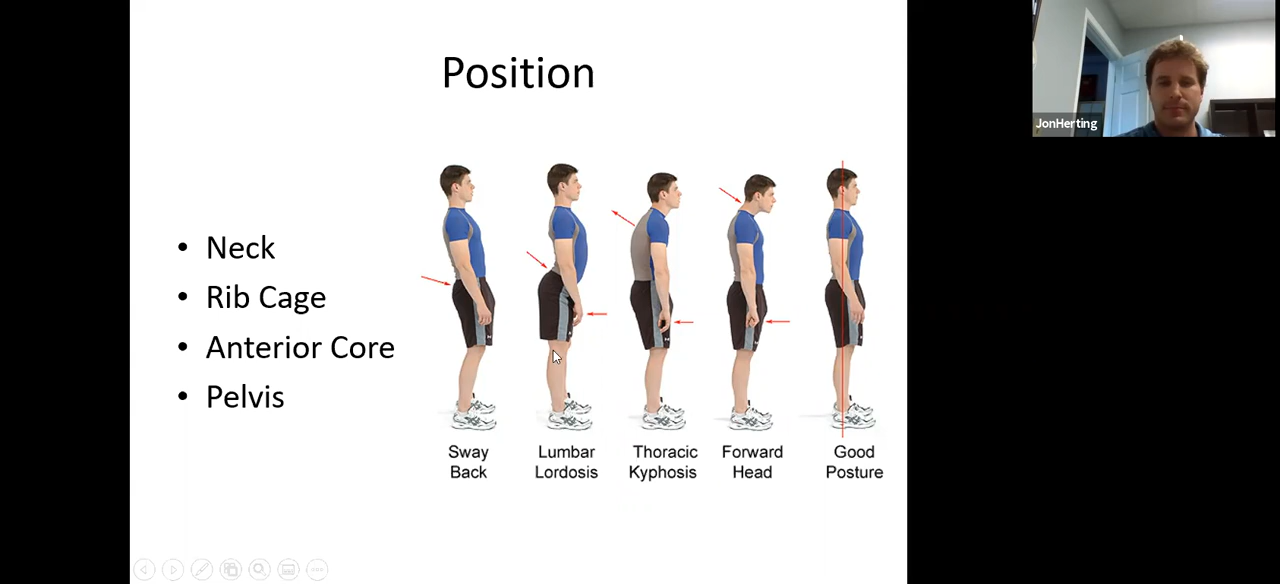 Position
JonHerting
• Neck
• Rib Cage
• Anterior Core
• Pelvis
Sway
Back
Lumbar
Lordosis
Thoracic
Kyphosis
Forward
Head
Good
Posture